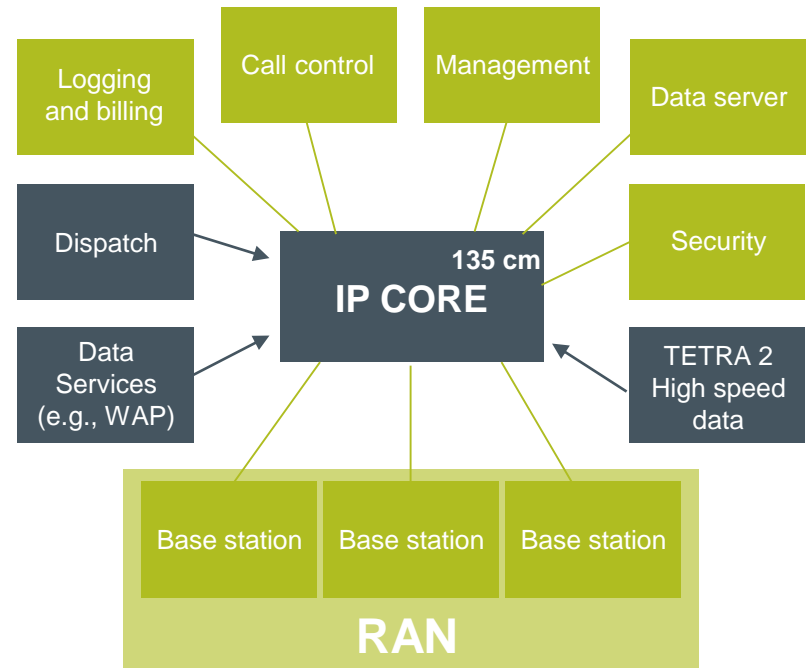 Logging
and billing
Call control
Management
Data server
Dispatch
Security
135 cm
IP CORE
Data
Services
(e.g., WAP)
TETRA 2
High speed
data
Base station
Base station
Base station
RAN